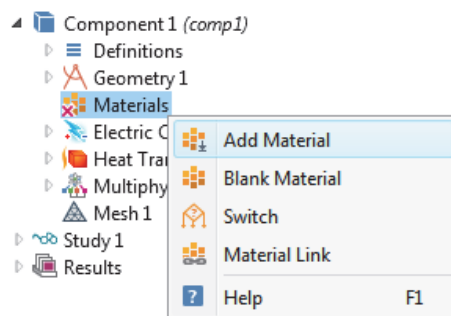 Component 1 (comp1)
Definitions
Geometry 1
Materials
Electric C
Heat Tra
Multiphy
Mesh 1
Study 1
Results
Add Material
Blank Material
Switch
Material Link
Help F1